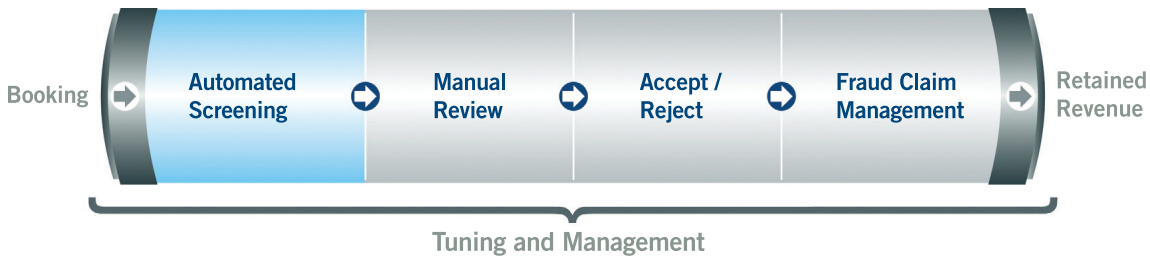 Booking
Automated
Screening
Manual
Review
Accept /
Reject
Fraud Claim
Management
Retained
Revenue
Tuning and Management